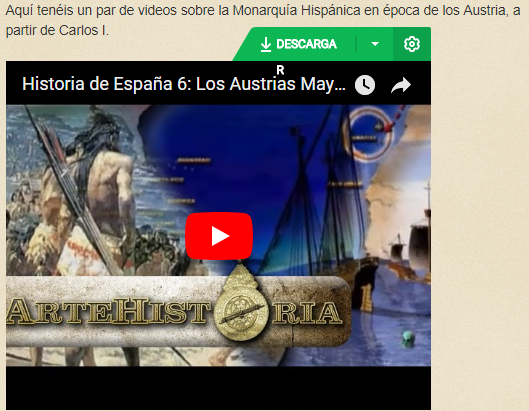 Aquí tenéis un par de videos sobre la Monarquía Hispánica en época de los Austria, a
partir de Carlos I.
DESCARGA
R
Historia de España 6: Los Austrias May...
ARTEHISTORIA